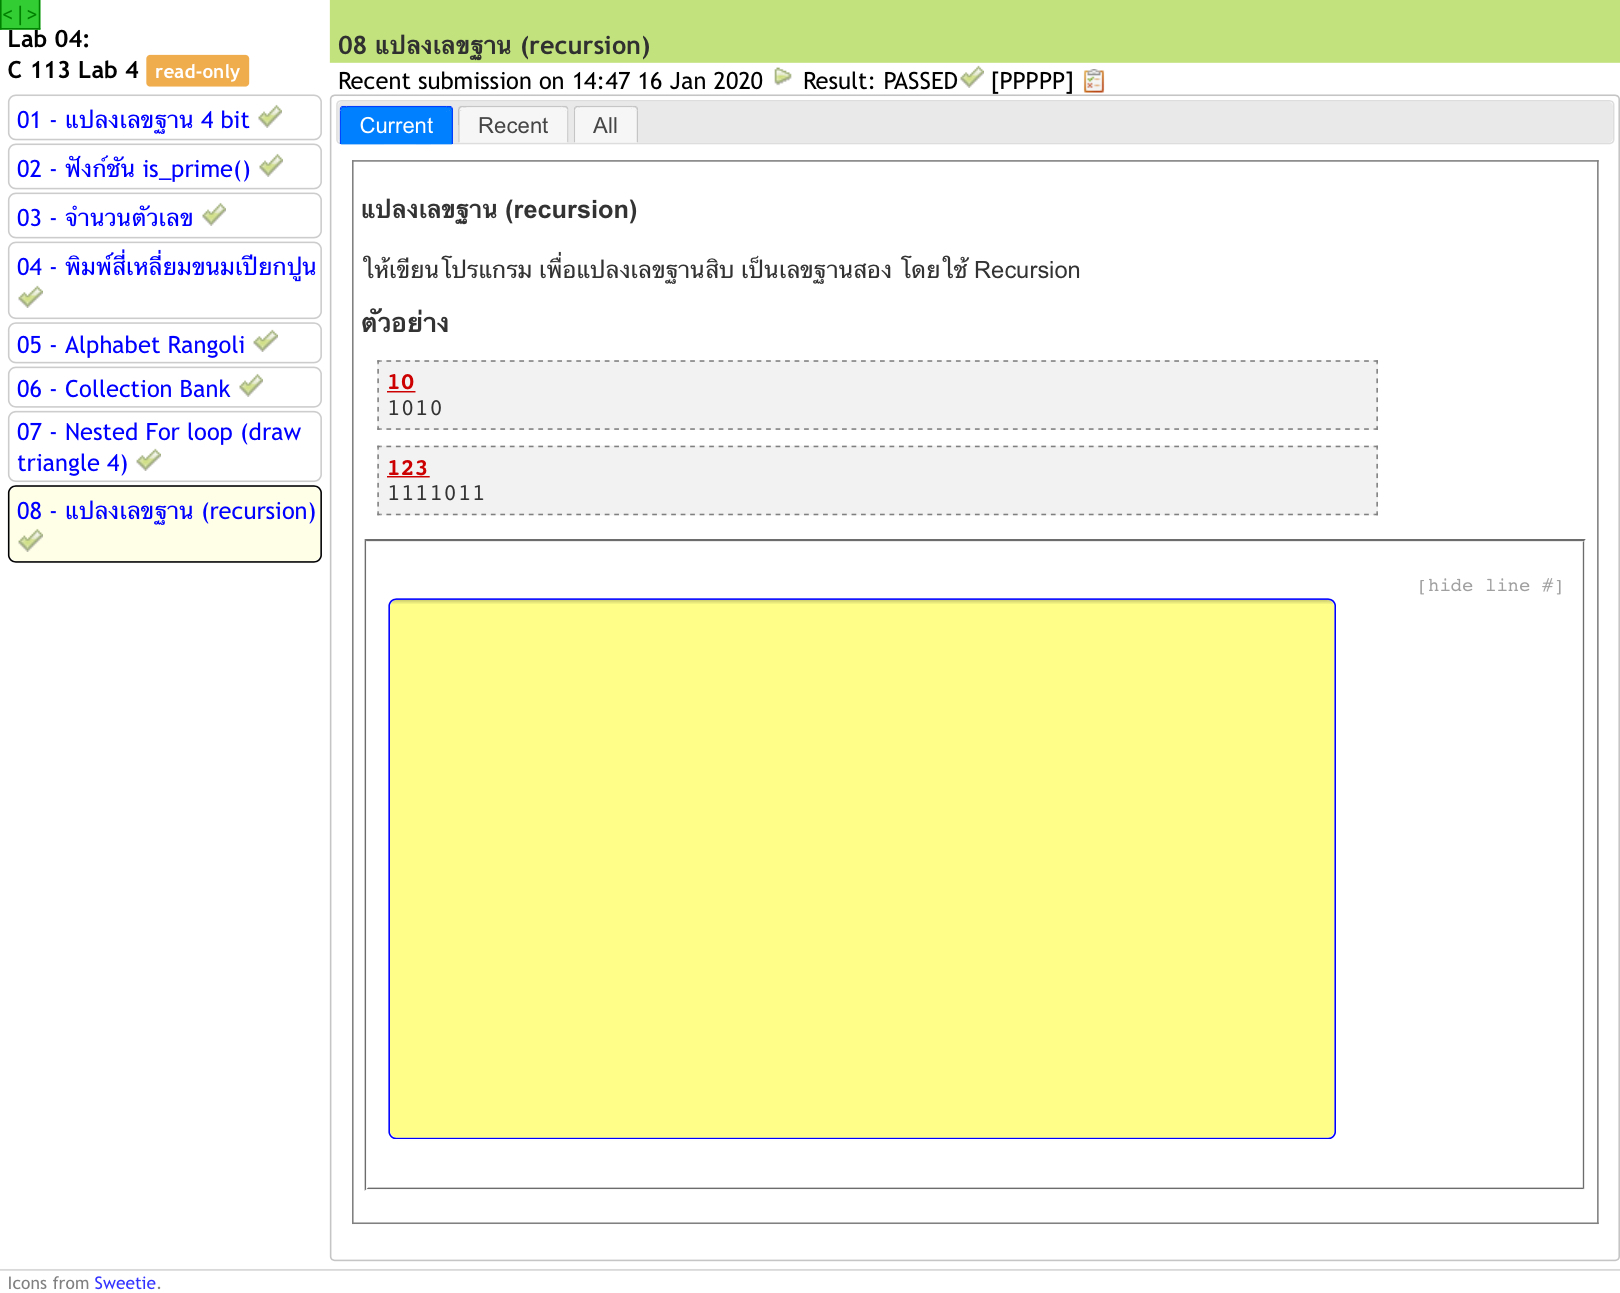 <|>
Lab 04:
C 113 Lab 4 read-only
01 - แปลงเลขฐาน 4 bit
02 - ฟังก์ชัน is_prime()
03 - จำนวนตัวเลข
04 - พิมพ์สี่เหลี่ยมขนมเปียกปูน
05 - Alphabet Rangoli
06 - Collection Bank
07 - Nested For loop (draw
triangle 4)
08 - แปลงเลขฐาน (recursion)
08 แปลงเลขฐาน (recursion)
Recent submission on 14:47 16 Jan 2020 Result: PASSED [PPPPP]
Current Recent All
แปลงเลขฐาน (recursion)
ให้เขียนโปรแกรม เพื่อแปลงเลขฐานสิบ เป็นเลขฐานสอง โดยใช้ Recursion
ตัวอย่าง
10
1010
123
1111011
[hide line #]
Icons from Sweetie.